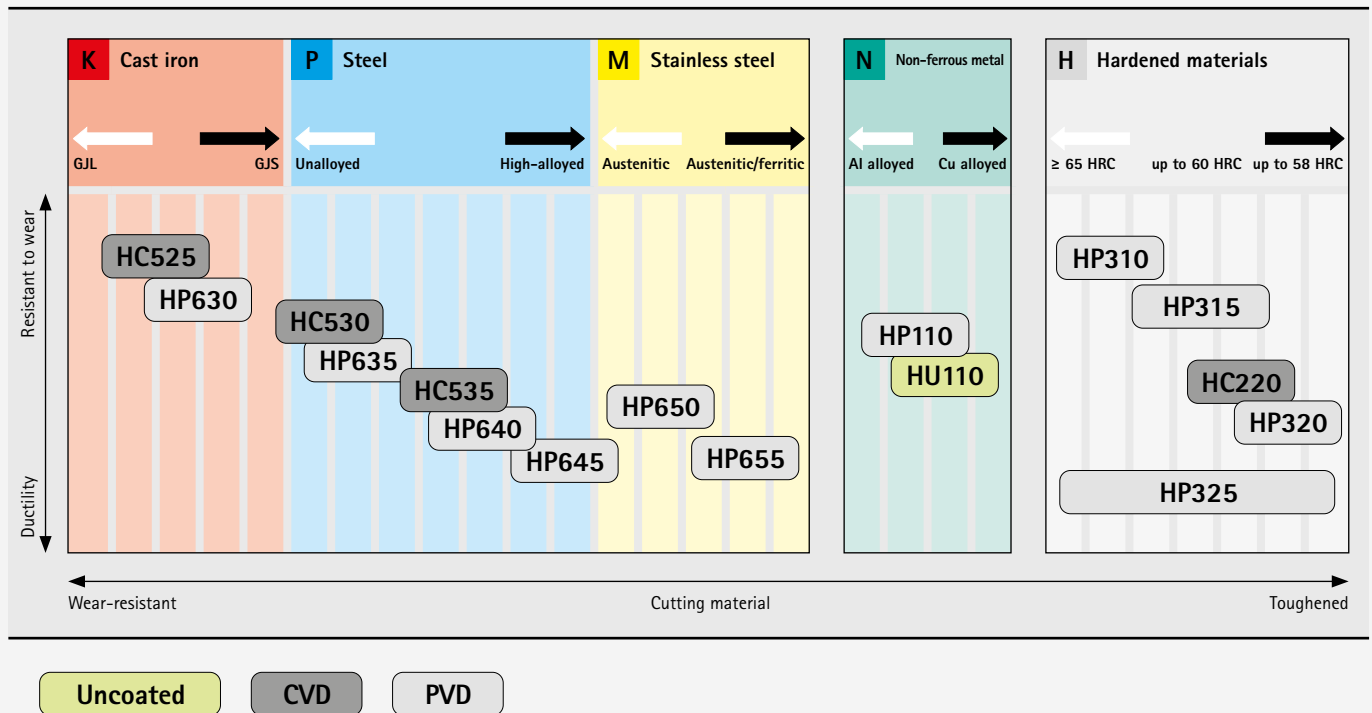 K Cast iron
GJL GJS
P Steel
Unalloyed High-alloyed
M Stainless steel
Austenitic Austenitic/ferritic
N Non-ferrous metal
Al alloyed Cu alloyed
H Hardened materials
≥ 65 HRC up to 60 HRC up to 58 HRC
Resistant to wear
Ductility
HC525
HP630
HC530
HP635
HC535
HP640
HP645
HP650
HP655
HP110
HU110
HP310
HP315
HC220
HP320
HP325
Wear-resistant Cutting material Toughened
Uncoated CVD PVD